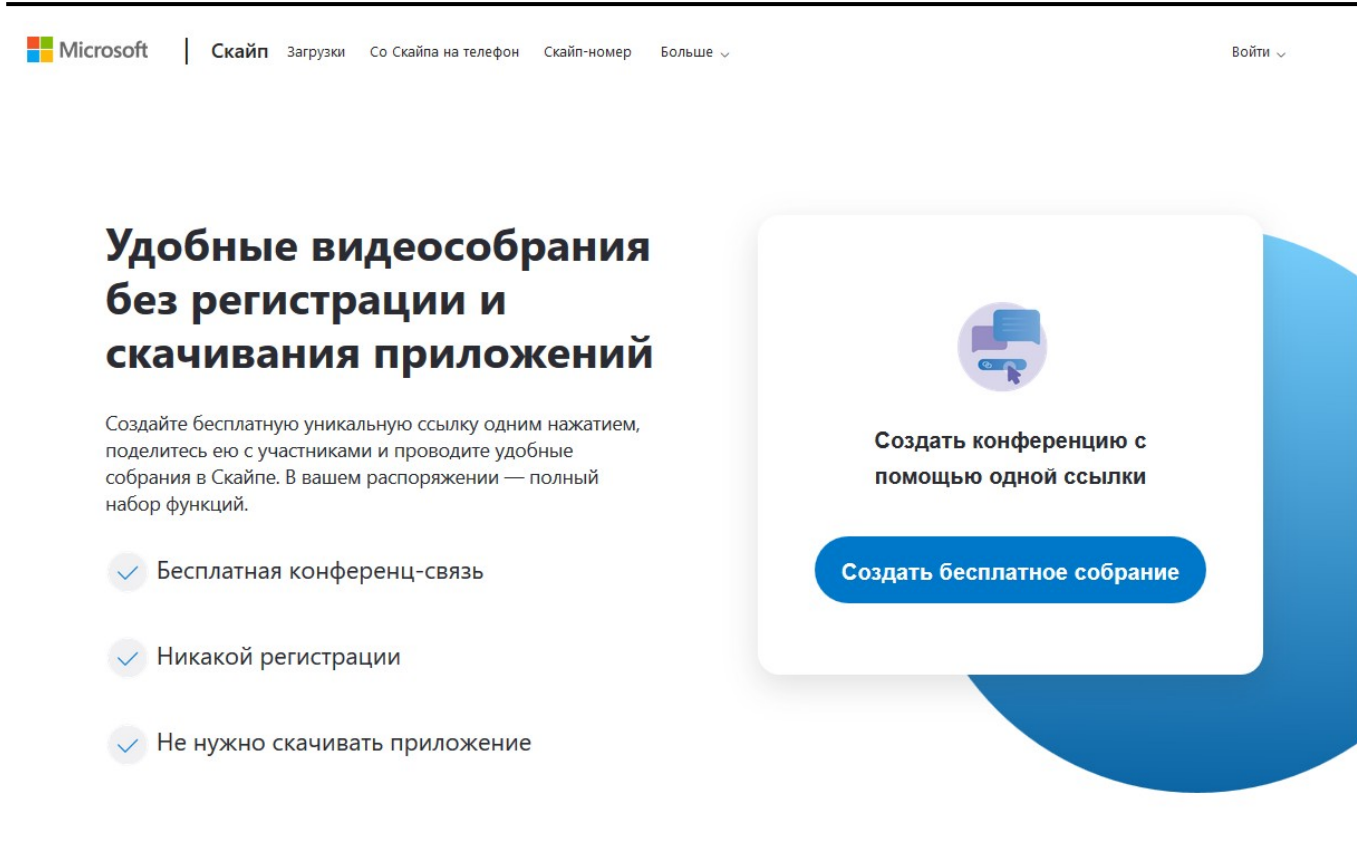 Microsoft | Скайп Загрузки Со Скайпа на телефон Скайп-номер Больше Войти
Удобные видеособрания
без регистрации и
скачивания приложений
Создайте бесплатную уникальную ссылку одним нажатием,
поделитесь ею с участниками и проводите удобные
собрания в Скайпе. В вашем распоряжении — полный
набор функций.
Бесплатная конференц-связь
Никакой регистрации
Не нужно скачивать приложение
Создать конференцию с
помощью одной ссылки
Создать бесплатное собрание